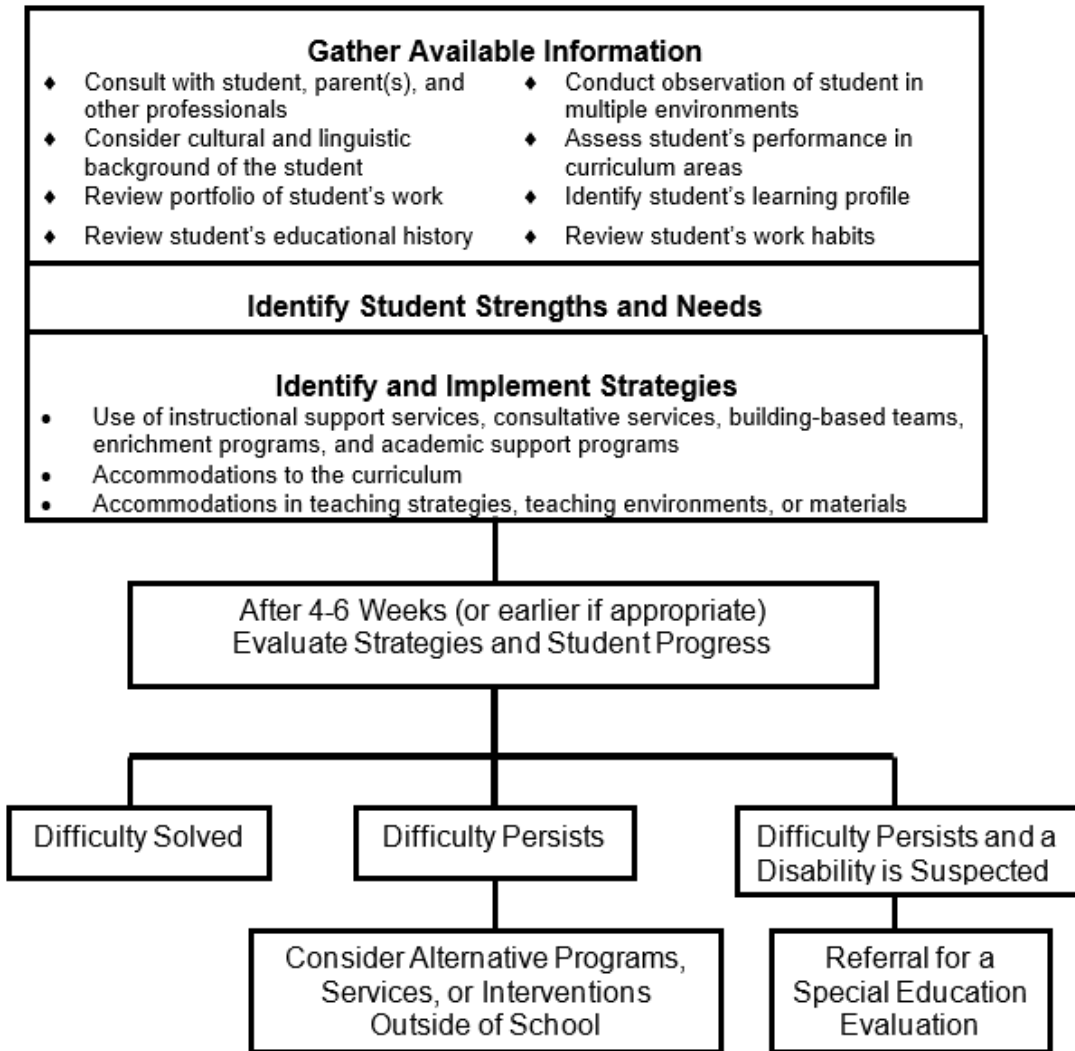 Gather Available Information
♦ Consult with student, parent(s), and
other professionals
♦ Consider cultural and linguistic
background of the student
♦ Review portfolio of student's work
♦ Review student's educational history
♦ Conduct observation of student in
multiple environments
♦ Assess student's performance in
curriculum areas
♦ Identify student's learning profile
♦ Review student's work habits
Identify Student Strengths and Needs
Identify and Implement Strategies
• Use of instructional support services, consultative services, building-based teams,
enrichment programs, and academic support programs
• Accommodations to the curriculum
• Accommodations in teaching strategies, teaching environments, or materials
After 4-6 Weeks (or earlier if appropriate)
Evaluate Strategies and Student Progress
Difficulty Solved
Difficulty Persists
Difficulty Persists and a
Disability is Suspected
Consider Alternative Programs,
Services, or Interventions
Outside of School
Referral for a
Special Education
Evaluation